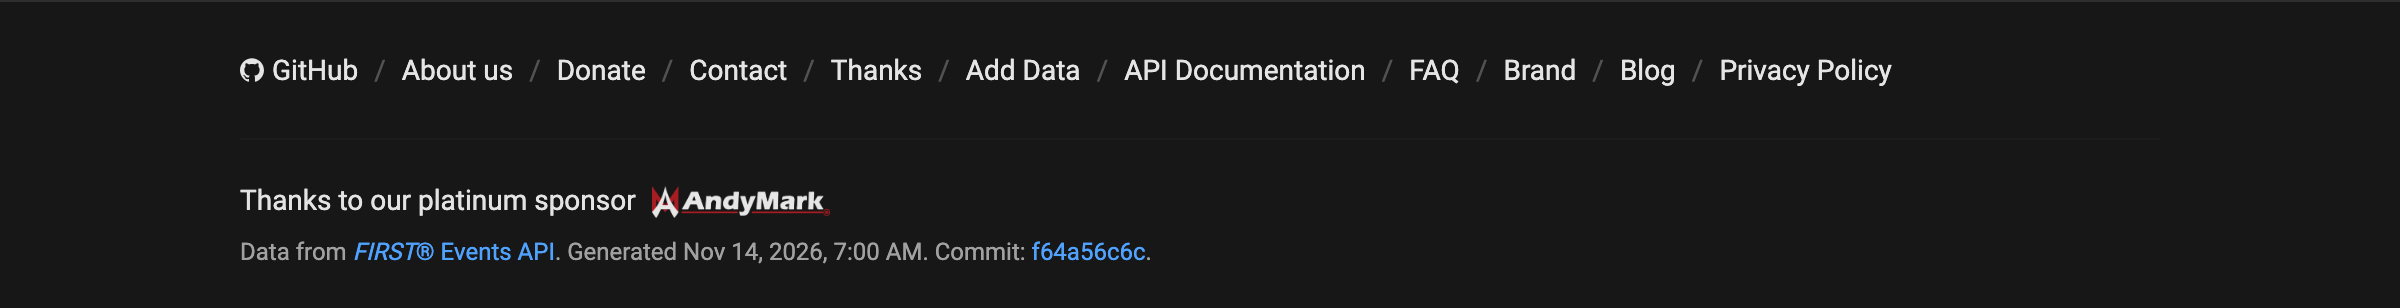 GitHub / About us / Donate / Contact / Thanks / Add Data / API Documentation / FAQ / Brand / Blog / Privacy Policy
Thanks to our platinum sponsor AndyMark®
Data from FIRST® Events API. Generated Nov 14, 2026, 7:00 AM. Commit: f64a56c6c.